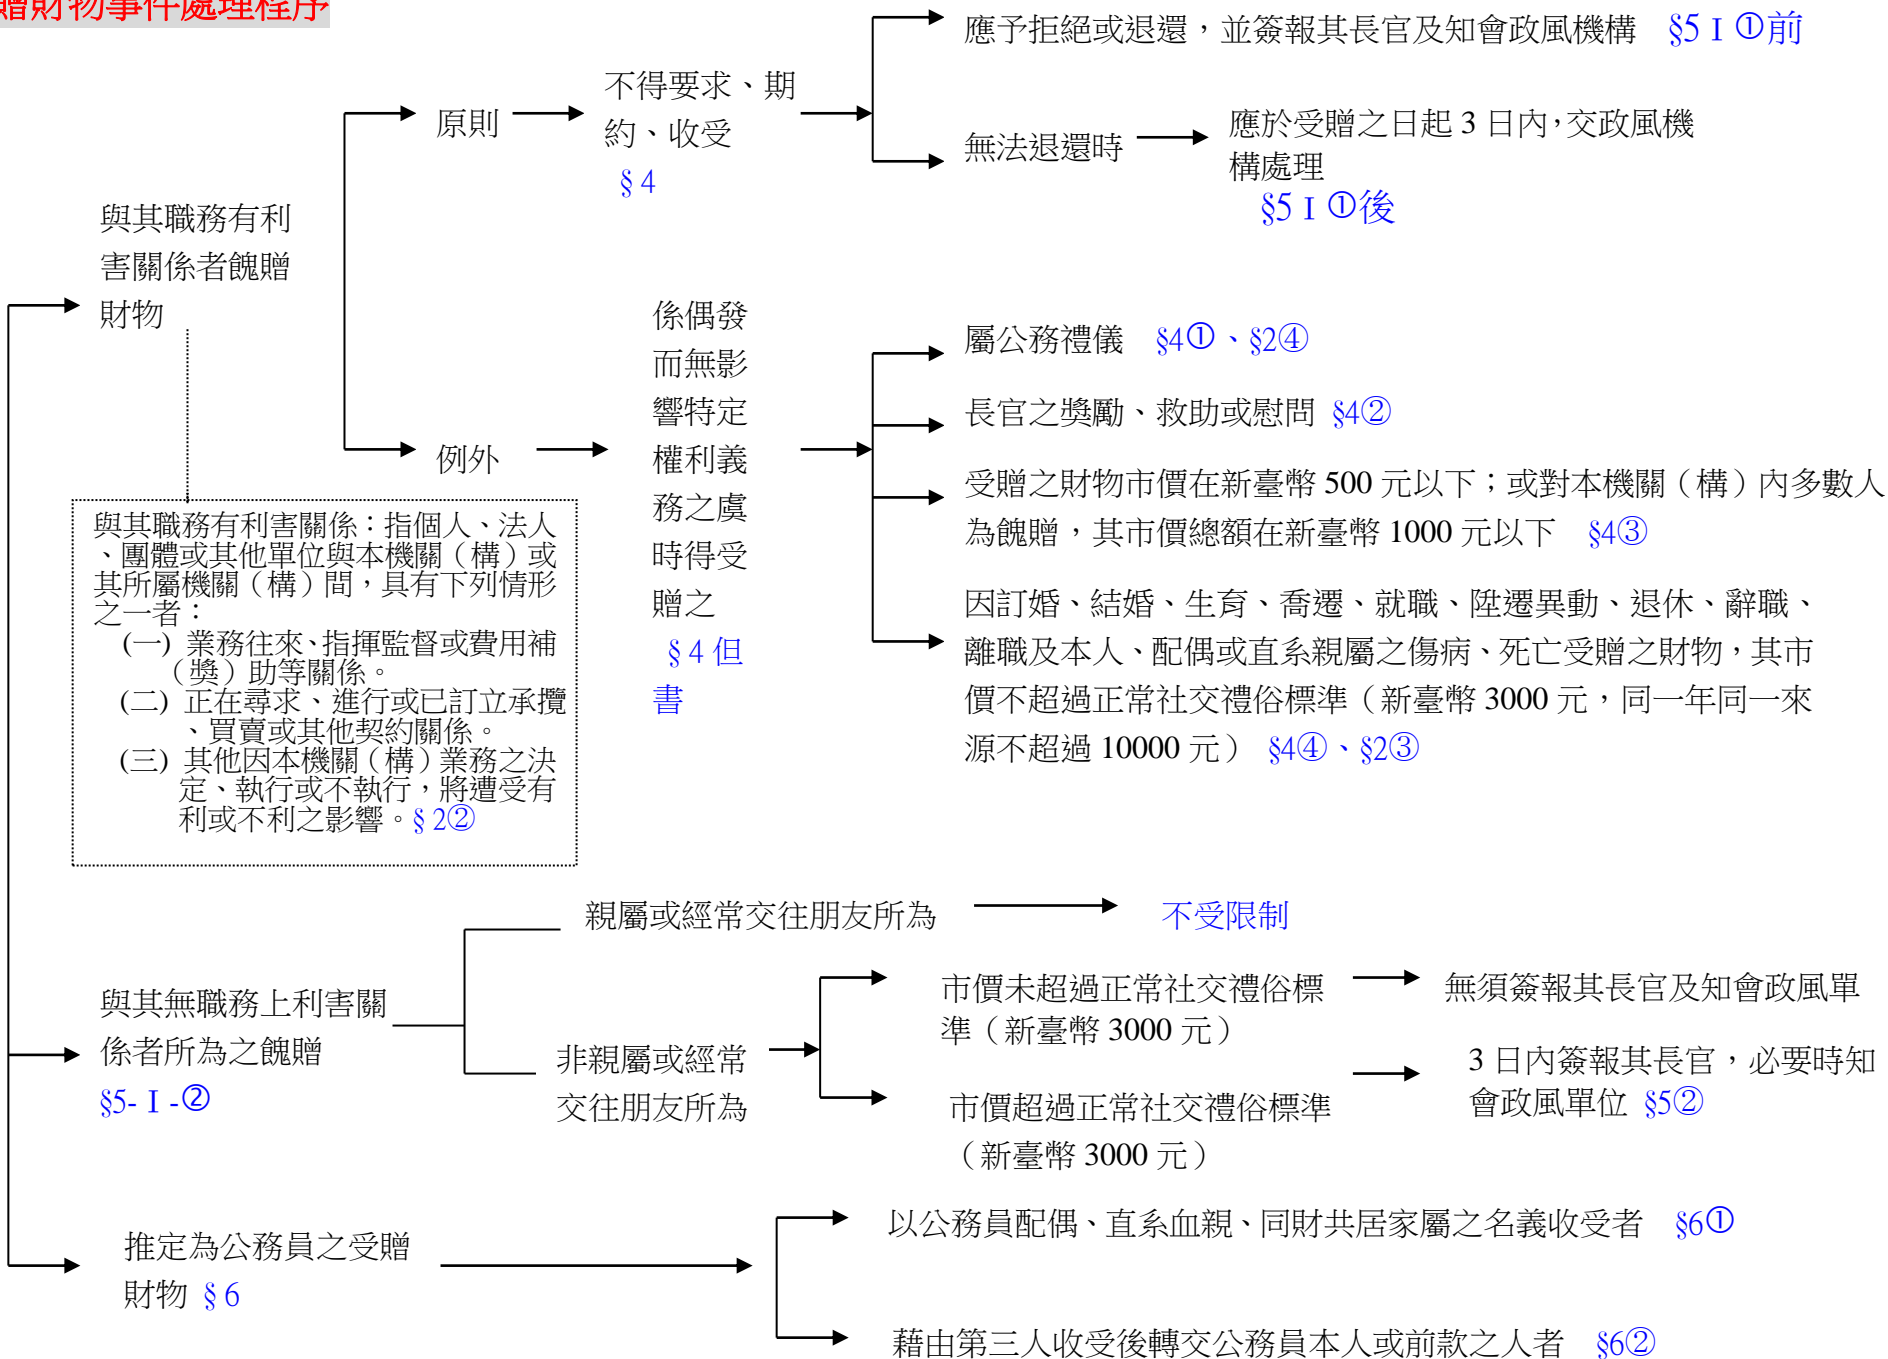 贈財物事件處理程序
應予拒絕或退還，並簽報其長官及知會政風機構 §5 I ①前
不得要求、期
約、收受
§ 4
原則
無法退還時
應於受贈之日起 3 日內，交政風機
構處理
§5 I ①後
與其職務有利
害關係者餽贈
財物
係偶發
而無影
響特定
權利義
務之虞
時得受
贈之
§ 4 但
書
例外
屬公務禮儀 §4①、§2④
長官之獎勵、救助或慰問 §4②
受贈之財物市價在新臺幣 500 元以下；或對本機關（構）內多數人
為餽贈，其市價總額在新臺幣 1000 元以下 §4③
因訂婚、結婚、生育、喬遷、就職、陞遷異動、退休、辭職、
離職及本人、配偶或直系親屬之傷病、死亡受贈之財物，其市
價不超過正常社交禮俗標準（新臺幣 3000 元，同一年同一來
源不超過 10000 元） §4④、§2③
與其職務有利害關係：指個人、法人
、團體或其他單位與本機關（構）或
其所屬機關（構）間，具有下列情形
之一者：
(一) 業務往來、指揮監督或費用補
（獎）助等關係。
(二) 正在尋求、進行或已訂立承攬
、買賣或其他契約關係。
(三) 其他因本機關（構）業務之決
定、執行或不執行，將遭受有
利或不利之影響。§ 2②
親屬或經常交往朋友所為
不受限制
與其無職務上利害關
係者所為之餽贈
§5- I -②
非親屬或經常
交往朋友所為
市價未超過正常社交禮俗標
準（新臺幣 3000 元）
無須簽報其長官及知會政風單
市價超過正常社交禮俗標準
（新臺幣 3000 元）
3 日內簽報其長官，必要時知
會政風單位 §5②
推定為公務員之受贈
財物 § 6
以公務員配偶、直系血親、同財共居家屬之名義收受者 §6①
藉由第三人收受後轉交公務員本人或前款之人者 §6②